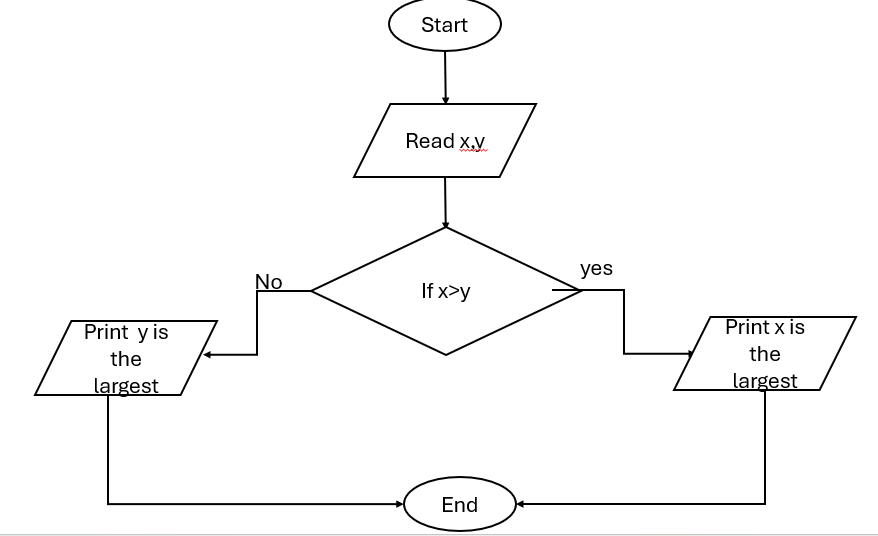 Start
Read x,y
If x>y
No
yes
Print y is
the
largest
Print x is
the
largest
End